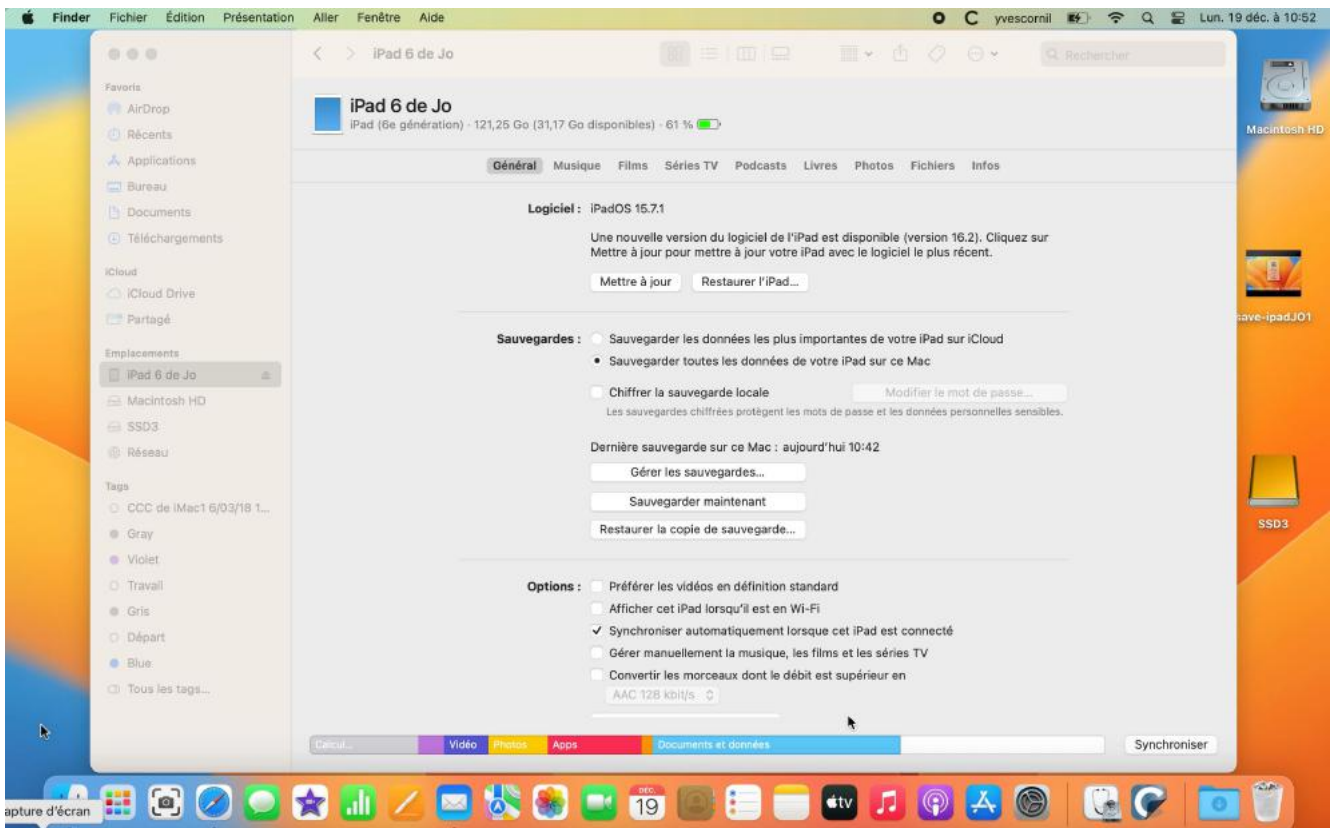 Finder Fichier Édition Présentation Aller Fenêtre Aide yvescornil Lun. 19 déc. à 10:52
iPad 6 de Jo Rechercher
Favoris
AirDrop
Récents
Applications
Bureau
Documents
Téléchargements
iCloud
iCloud Drive
Partagé
Emplacements
iPad 6 de Jo
Macintosh HD
SSD3
Réseau
Tags
CCC de iMac1 6/03/18 1...
Gray
Violet
Travail
Gris
Départ
Blue
Tous les tags...
iPad 6 de Jo
iPad (6e génération) · 121,25 Go (31,17 Go disponibles) · 61 %
Général Musique Films Séries TV Podcasts Livres Photos Fichiers Infos
Logiciel : iPadOS 15.7.1
Une nouvelle version du logiciel de l'iPad est disponible (version 16.2). Cliquez sur
Mettre à jour pour mettre à jour votre iPad avec le logiciel le plus récent.
Mettre à jour Restaurer l'iPad...
Sauvegardes : Sauvegarder les données les plus importantes de votre iPad sur iCloud
Sauvegarder toutes les données de votre iPad sur ce Mac
Chiffrer la sauvegarde locale Modifier le mot de passe...
Les sauvegardes chiffrées protègent les mots de passe et les données personnelles sensibles.
Dernière sauvegarde sur ce Mac : aujourd'hui 10:42
Gérer les sauvegardes...
Sauvegarder maintenant
Restaurer la copie de sauvegarde...
Options : Préférer les vidéos en définition standard
Afficher cet iPad lorsqu'il est en Wi-Fi
Synchroniser automatiquement lorsque cet iPad est connecté
Gérer manuellement la musique, les films et les séries TV
Convertir les morceaux dont le débit est supérieur en
AAC 128 kbit/s
Calcul... Vidéo Photos Apps Documents et données Synchroniser
Macintosh HD
save-ipadJO1
SSD3
apture d'écran
DÉC.
19
tv